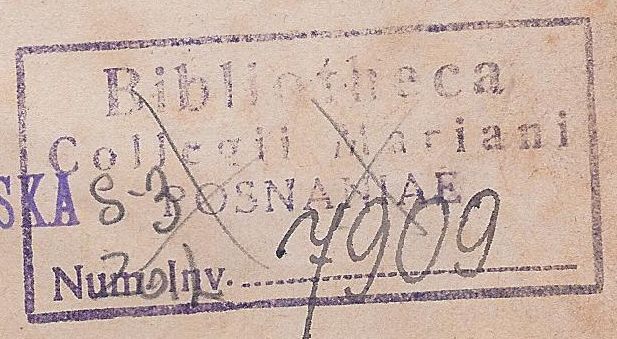 Bibliotheca
Collegii Mariani
SKA S-3 POSNANIAE
Num. Inv. 7909